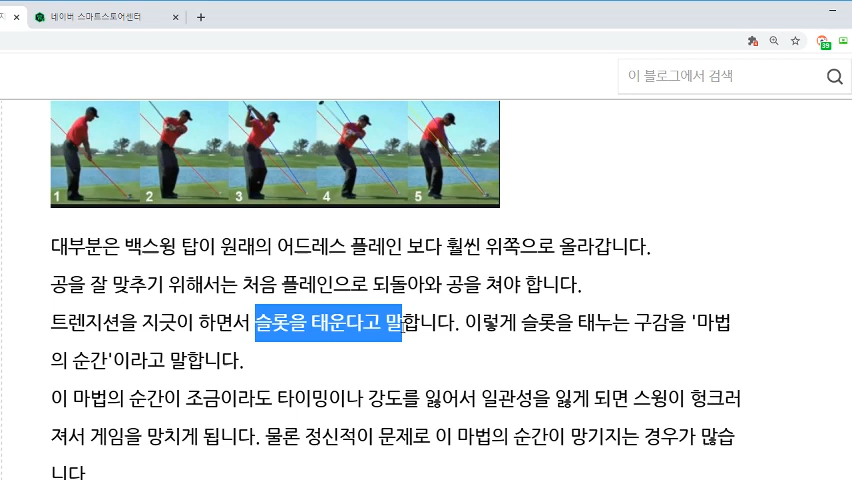 지
네이버 스마트스토어센터
39
이 블로그에서 검색
1 2 3 4 5
대부분은 백스윙 탑이 원래의 어드레스 플레인 보다 훨씬 위쪽으로 올라갑니다.
공을 잘 맞추기 위해서는 처음 플레인으로 되돌아와 공을 쳐야 합니다.
트렌지션을 지긋이 하면서 슬롯을 태운다고 말합니다. 이렇게 슬롯을 태누는 구감을 '마법
의 순간'이라고 말합니다.
이 마법의 순간이 조금이라도 타이밍이나 강도를 잃어서 일관성을 잃게 되면 스윙이 헝크러
져서 게임을 망치게 됩니다. 물론 정신적이 문제로 이 마법의 순간이 망기지는 경우가 많습
니다